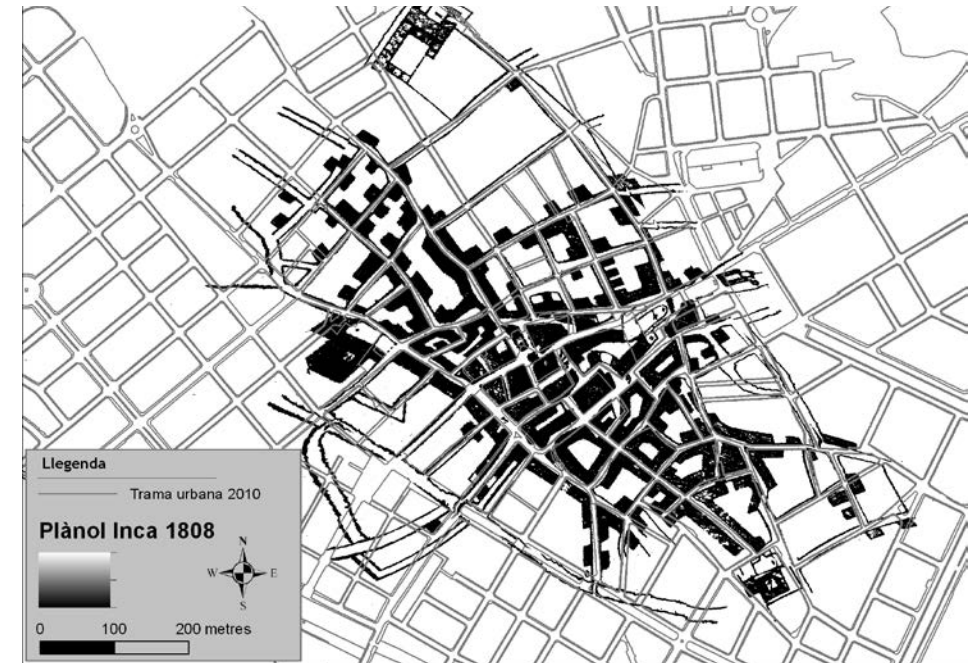 Llegenda
Trama urbana 2010
Plànol Inca 1808
N
W E
S
0 100 200 metres